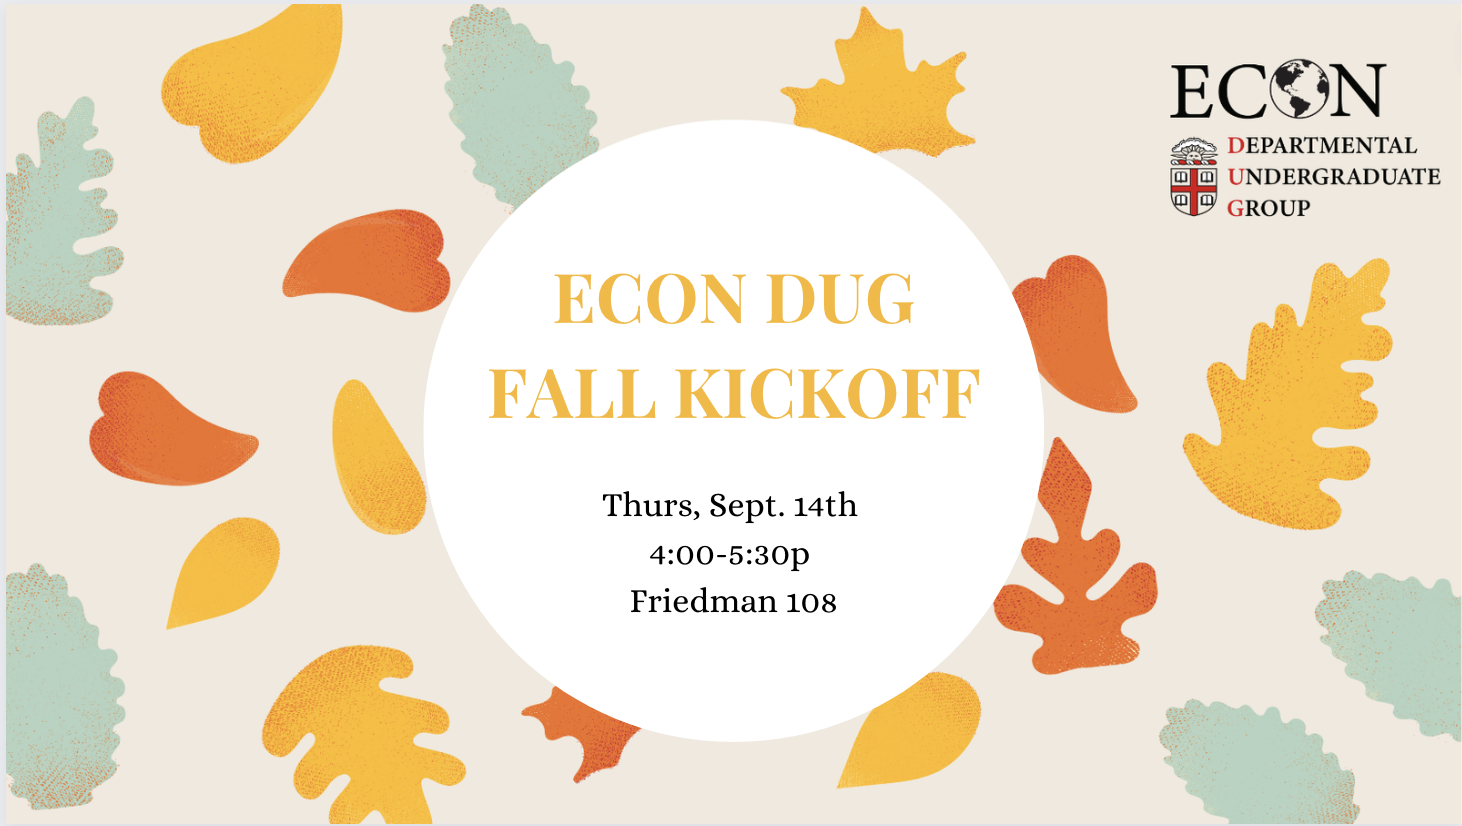 ECON
DEPARTMENTAL
UNDERGRADUATE
GROUP
ECON DUG
FALL KICKOFF
Thurs, Sept. 14th
4:00-5:30p
Friedman 108